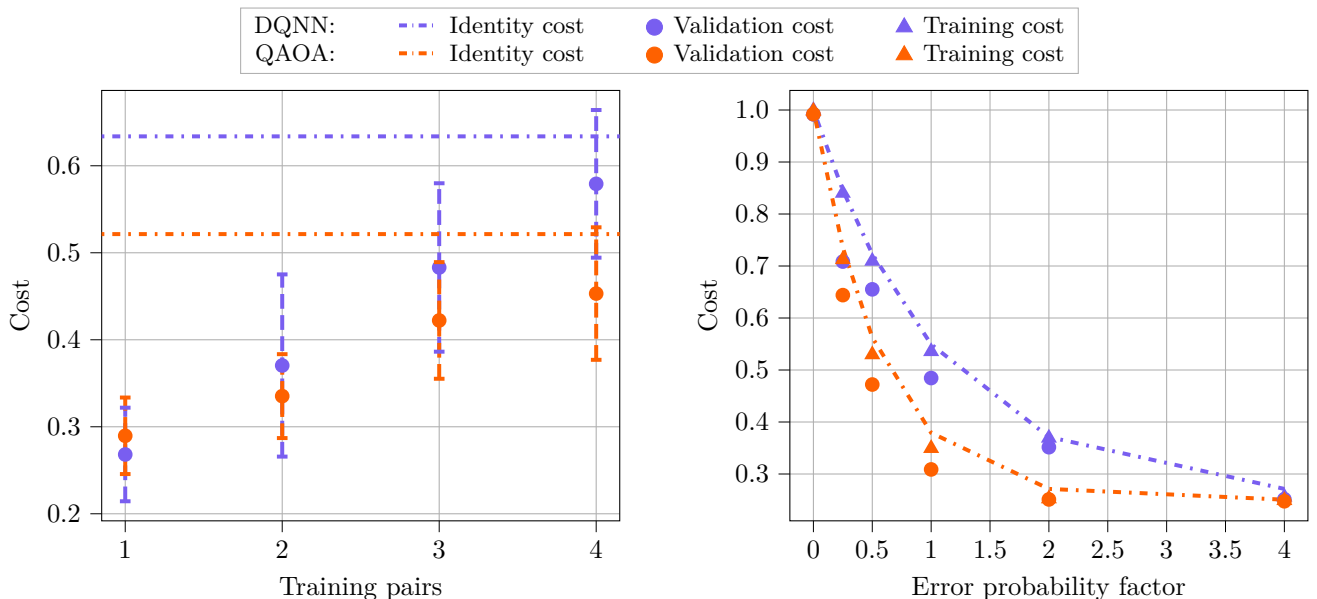 DQNN: Identity cost Validation cost Training cost
QAOA: Identity cost Validation cost Training cost
Cost
0.6
0.5
0.4
0.3
0.2
1 2 3 4
Training pairs
Cost
1.0
0.9
0.8
0.7
0.6
0.5
0.4
0.3
0 0.5 1 1.5 2 2.5 3 3.5 4
Error probability factor